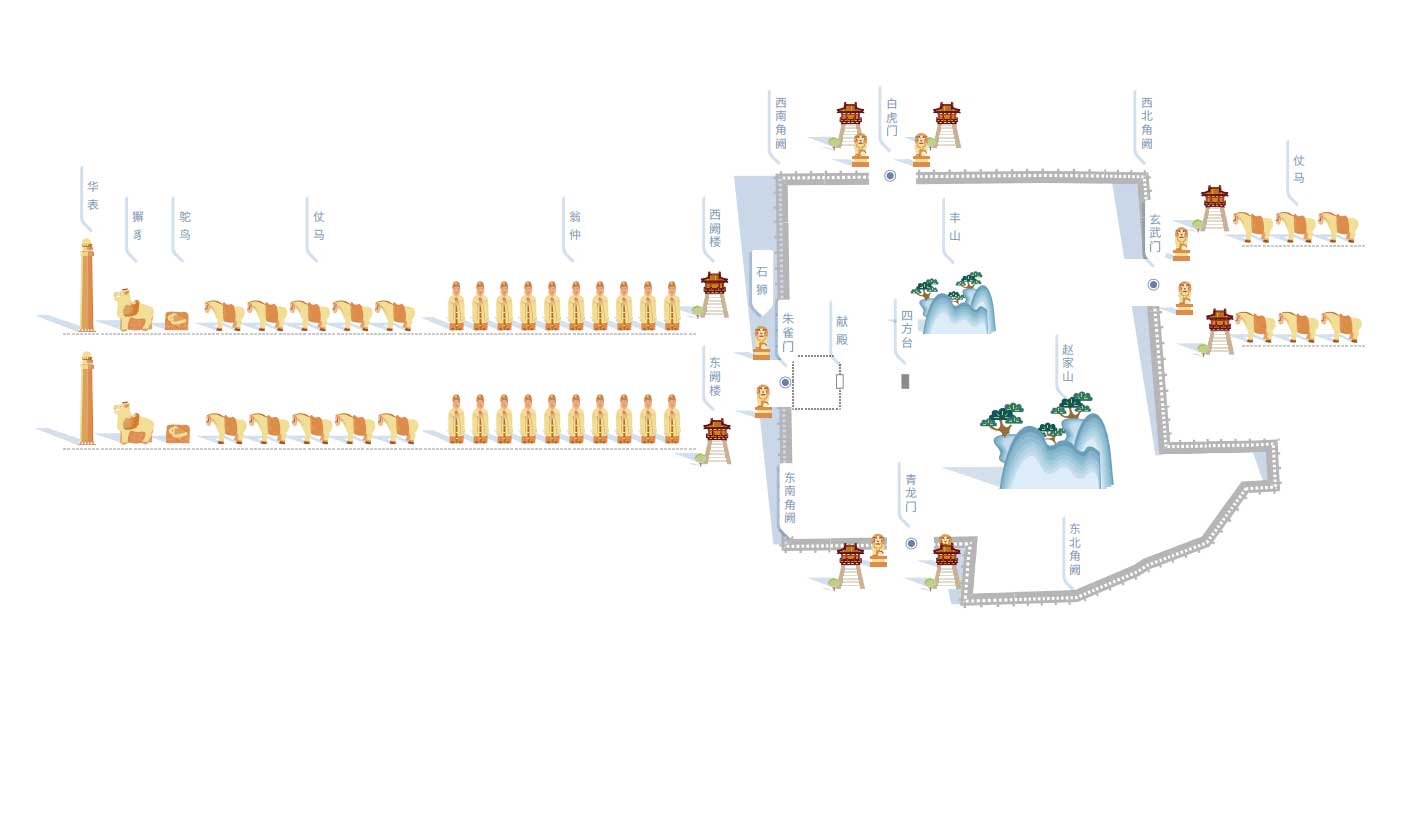 华表
獬豸
鸵鸟
仗马
翁仲
西阙楼
东阙楼
西南角阙
石狮
朱雀门
献殿
东南角阙
白虎门
四方台
丰山
赵家山
青龙门
东北角阙
西北角阙
玄武门
仗马